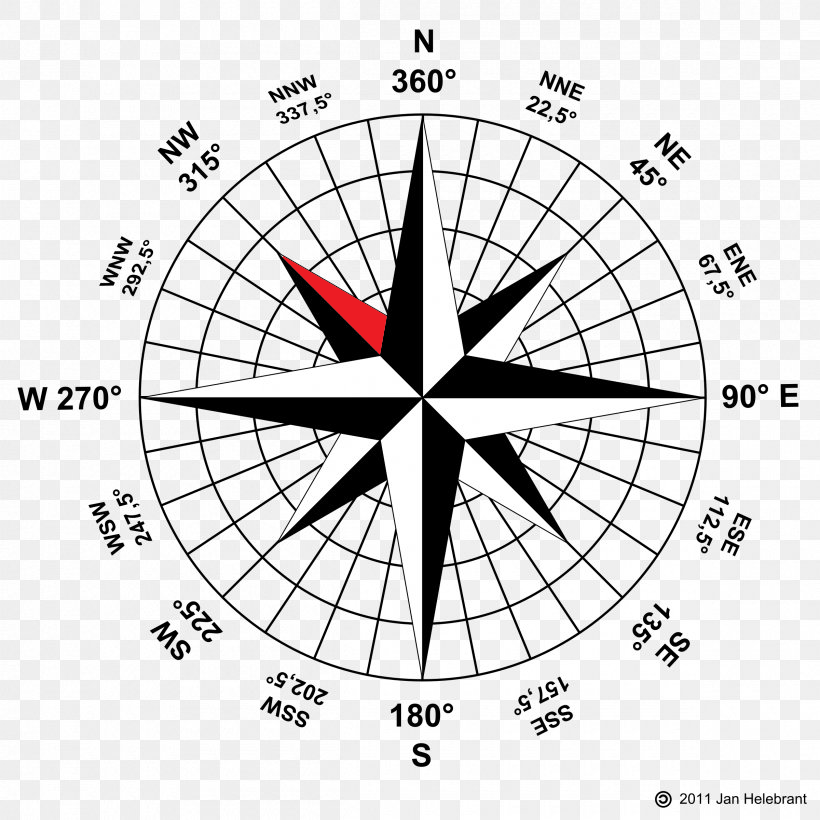 N
360°
NNE
22,5°
NE
45°
ENE
67,5°
90° E
ESE
112,5°
SE
135°
SSE
157,5°
180°
S
SSW
202,5°
SW
225°
WSW
247,5°
W 270°
WNW
292,5°
NW
315°
NNW
337,5°
2011 Jan Helebrant